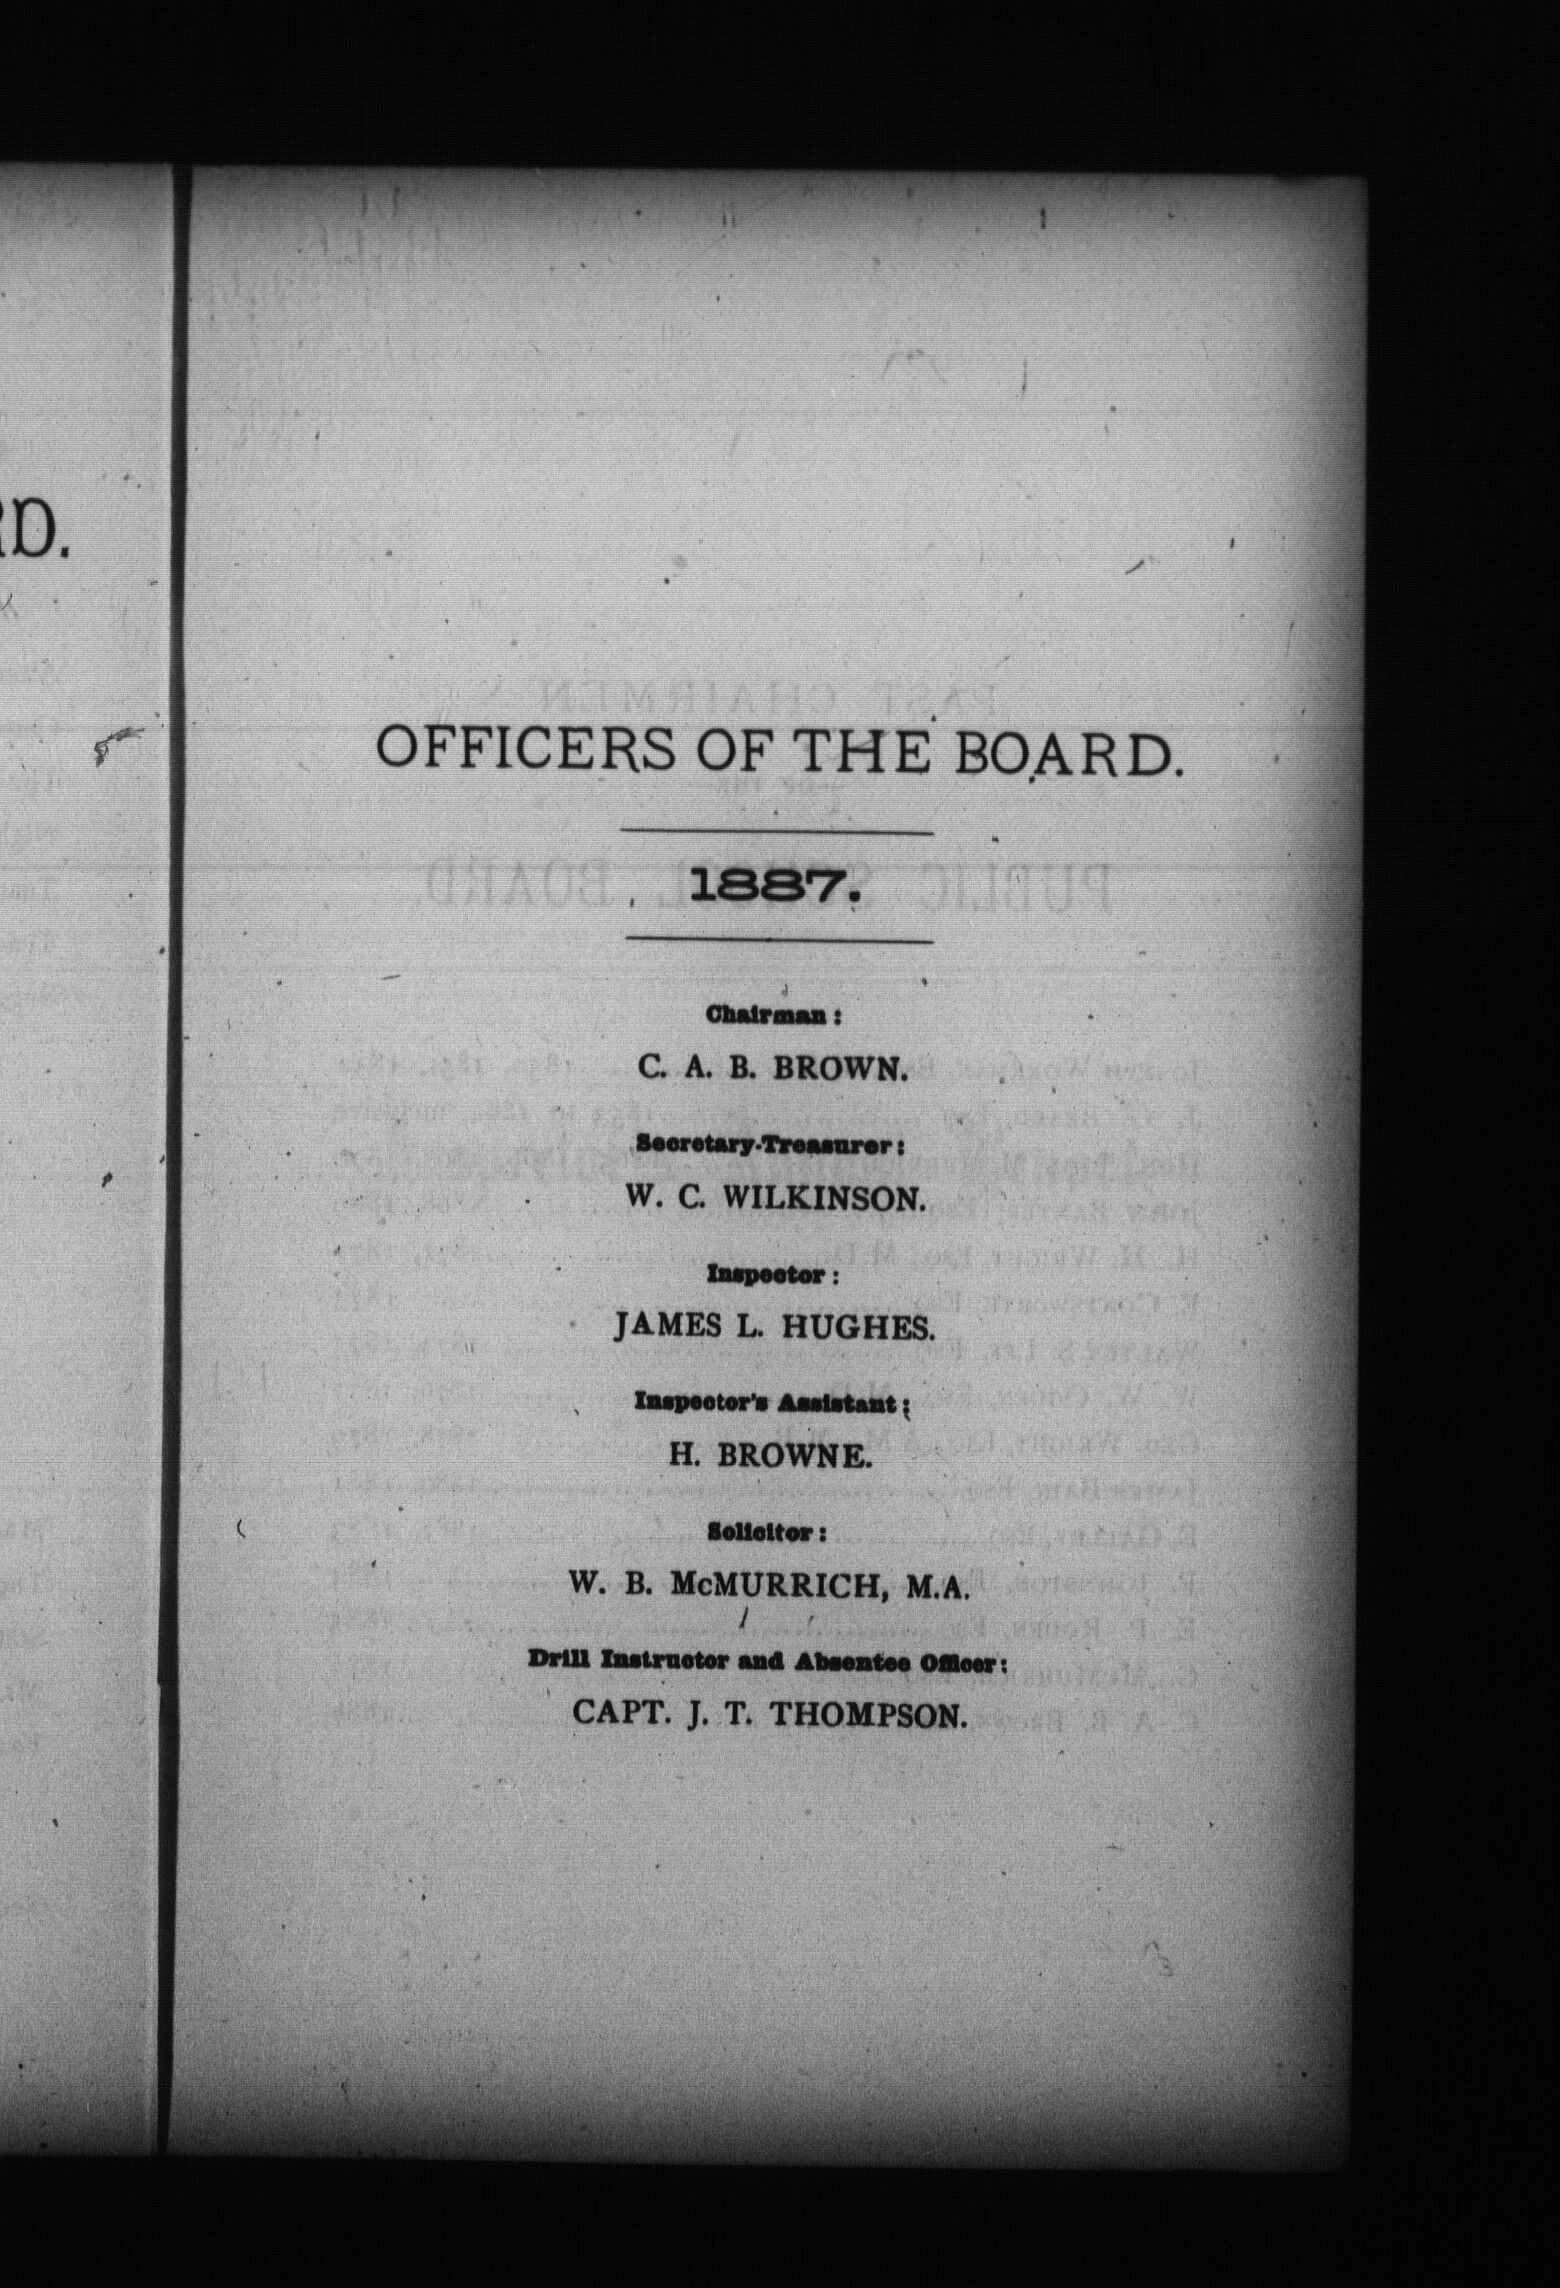 RD.
OFFICERS OF THE BOARD.
1887.
Chairman :
C. A. B. BROWN.
Secretary-Treasurer :
W. C. WILKINSON.
Inspector :
JAMES L. HUGHES.
Inspector's Assistant :
H. BROWNE.
Solicitor :
W. B. McMURRICH, M.A.
Drill Instructor and Absentee Officer :
CAPT. J. T. THOMPSON.